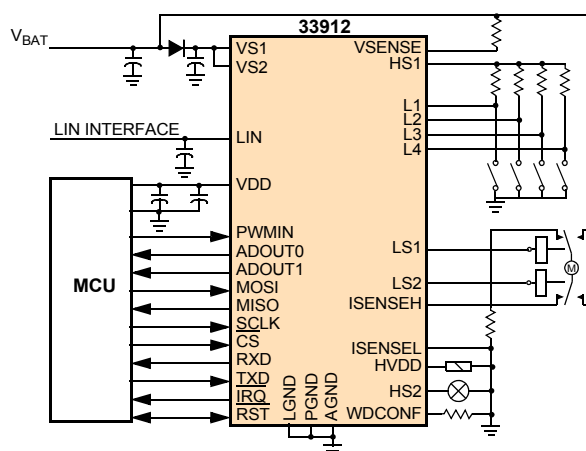 33912
VBAT
VS1
VS2
VSENSE
HS1
L1
L2
L3
L4
LIN INTERFACE
LIN
VDD
MCU
PWMIN
ADOUT0
ADOUT1
MOSI
MISO
SCLK
CS
RXD
TXD
IRQ
RST
LS1
LS2
M
ISENSEH
ISENSEL
HVDD
HS2
WDCONF
LGND
PGND
AGND